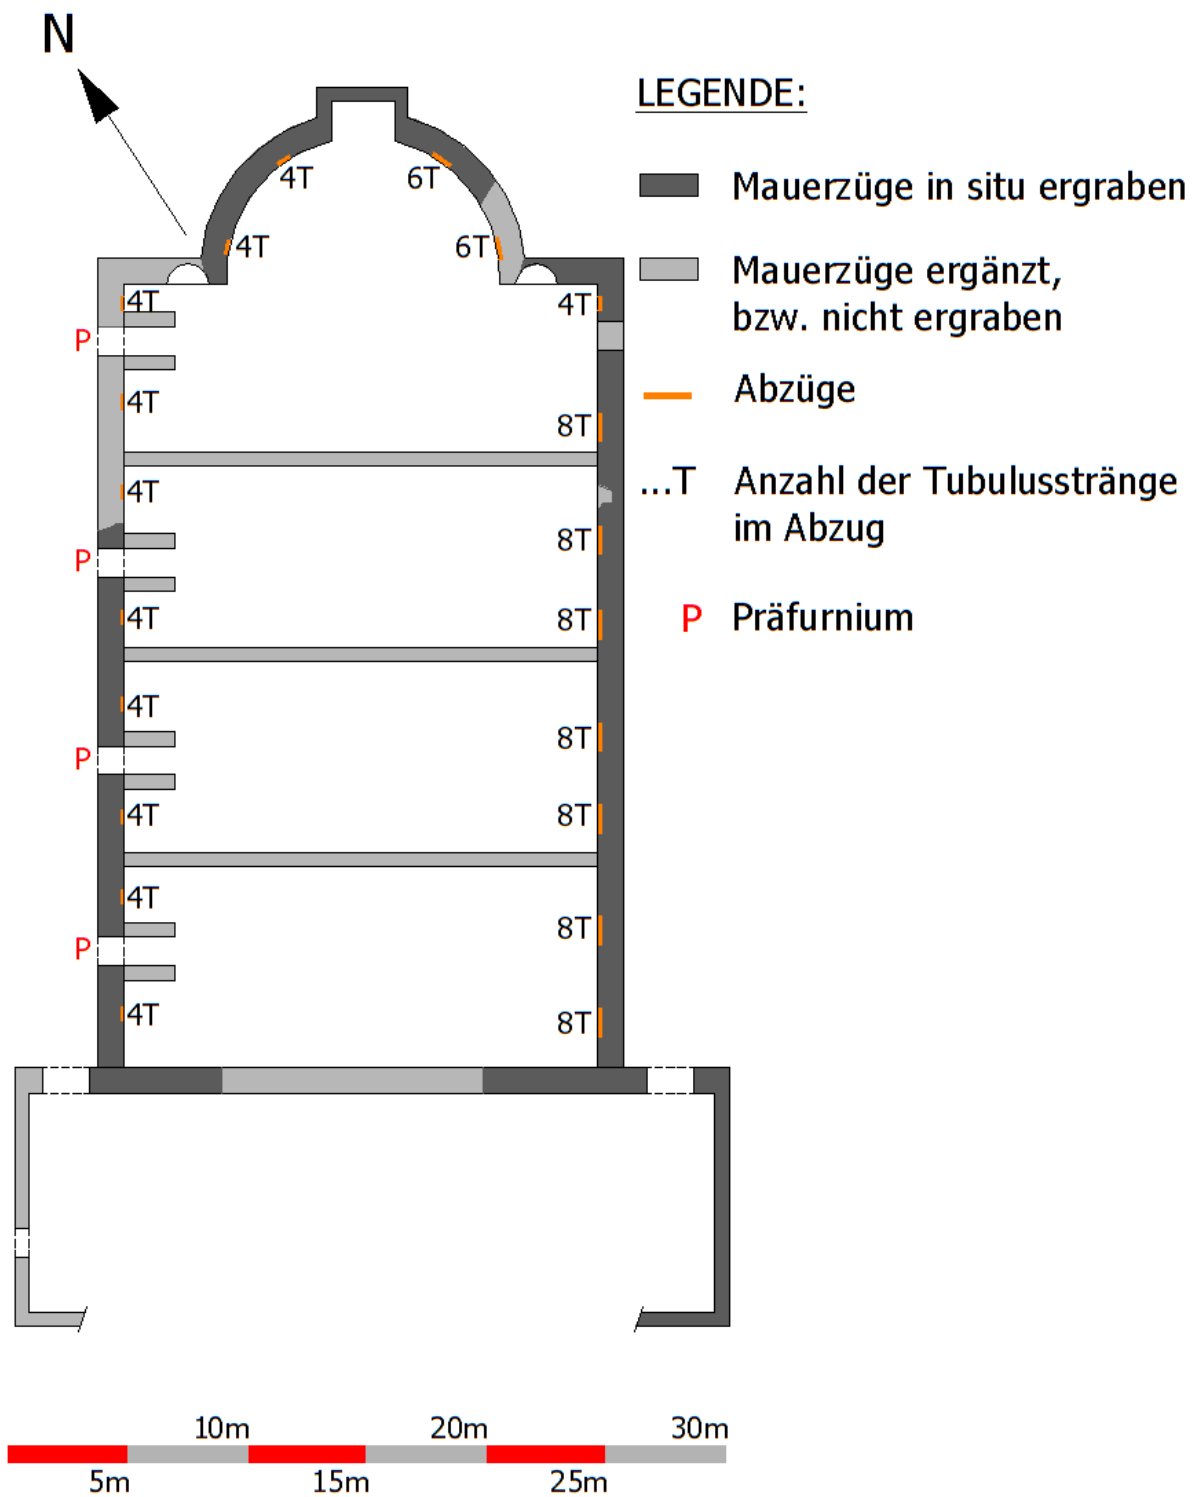 N
LEGENDE:
Mauerzüge in situ ergraben
Mauerzüge ergänzt,
bzw. nicht ergraben
Abzüge
...T Anzahl der Tubulusstränge
im Abzug
P Präfurnium
4T 6T
4T 6T
4T 4T
P
4T
8T
4T
8T
P
4T 8T
4T
8T
P
4T 8T
4T
8T
P
4T
8T
10m 20m 30m
5m 15m 25m